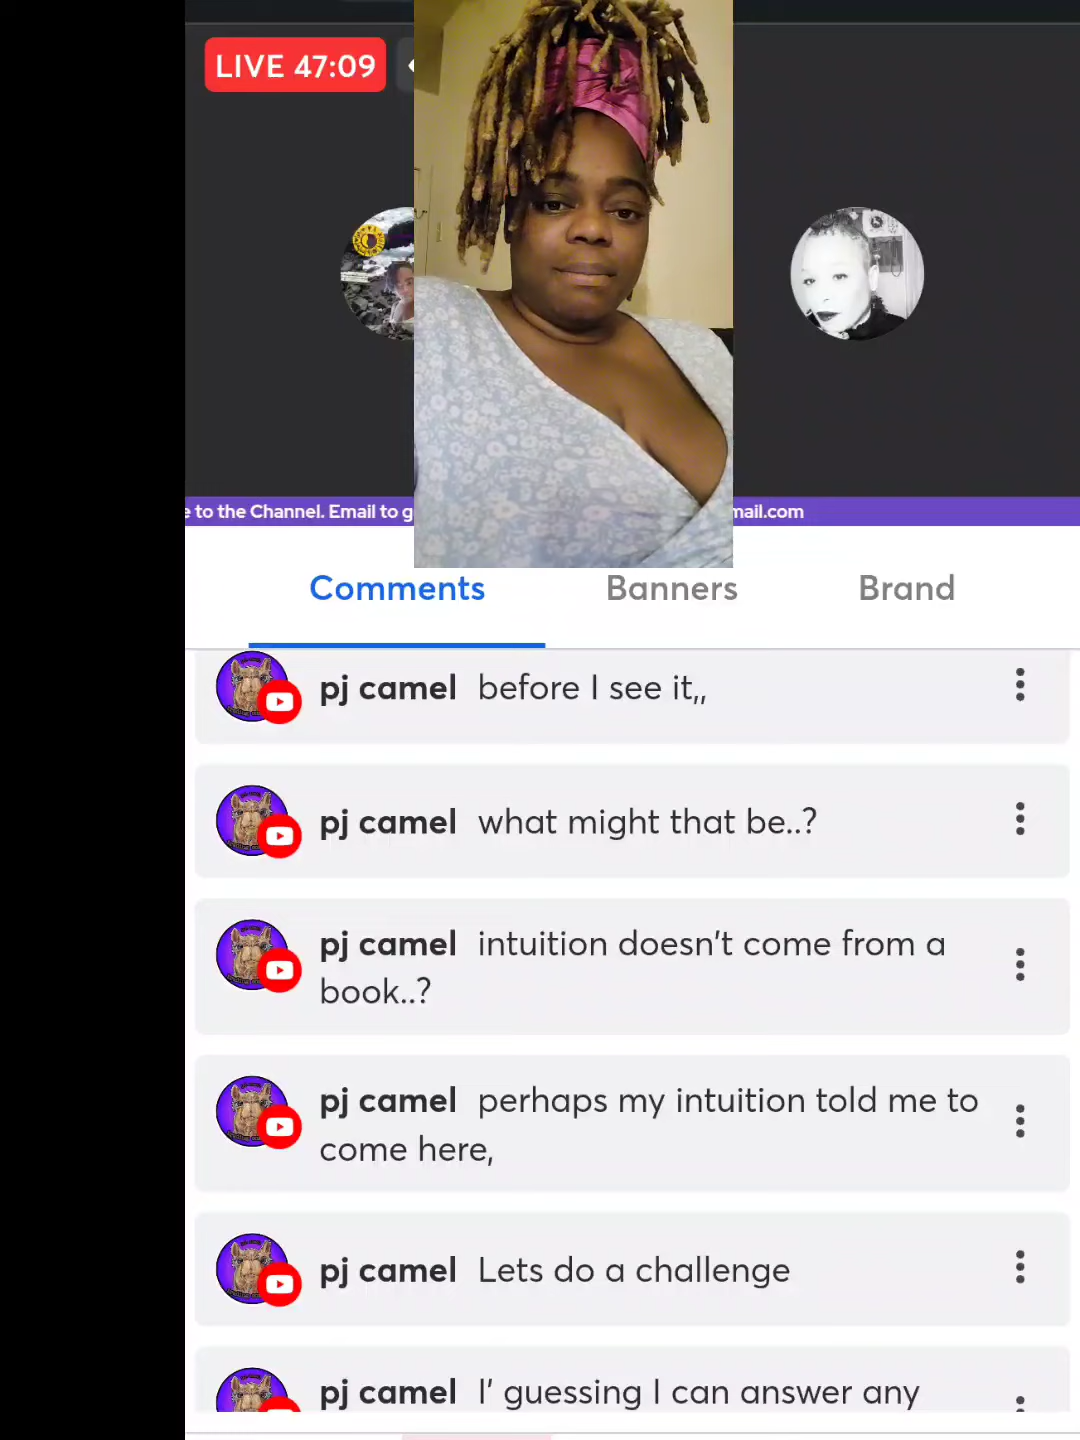 LIVE 47:09
e to the Channel. Email to g
mail.com
Comments Banners Brand
pj camel before I see it,,
pj camel what might that be..?
pj camel intuition doesn't come from a
book..?
pj camel perhaps my intuition told me to
come here,
pj camel Lets do a challenge
pj camel I' guessing I can answer any